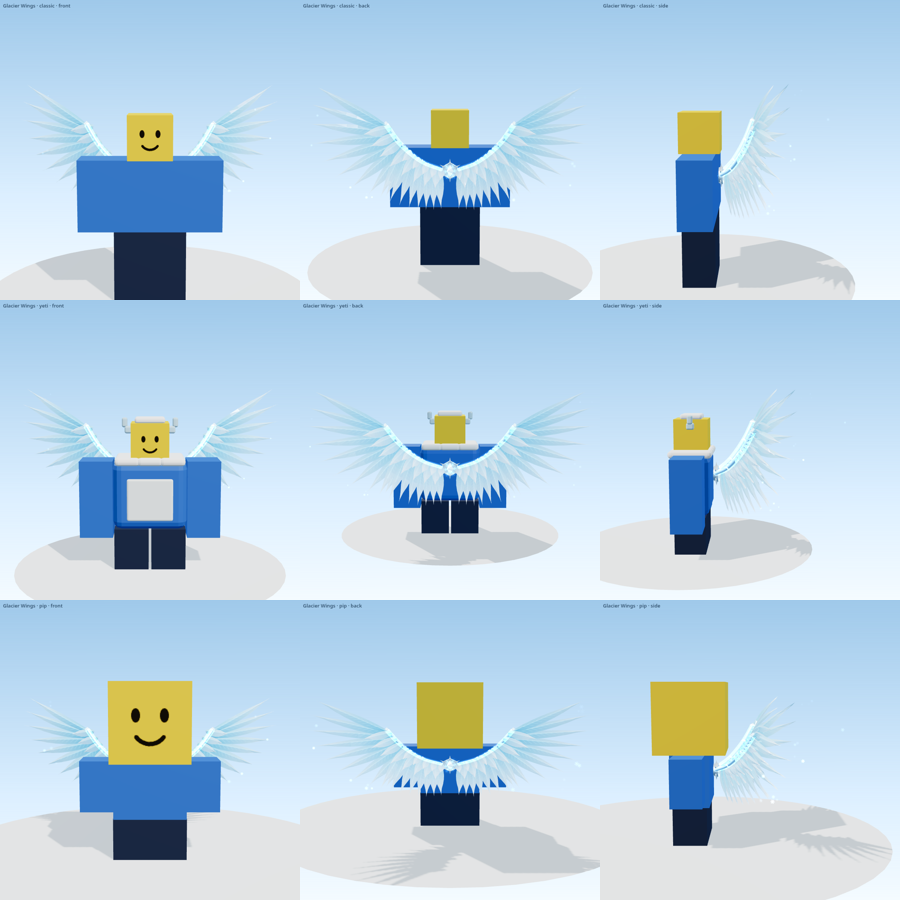 Glacier Wings · classic · front
Glacier Wings · classic · back
Glacier Wings · classic · side
Glacier Wings · yeti · front
Glacier Wings · yeti · back
Glacier Wings · yeti · side
Glacier Wings · pip · front
Glacier Wings · pip · back
Glacier Wings · pip · side